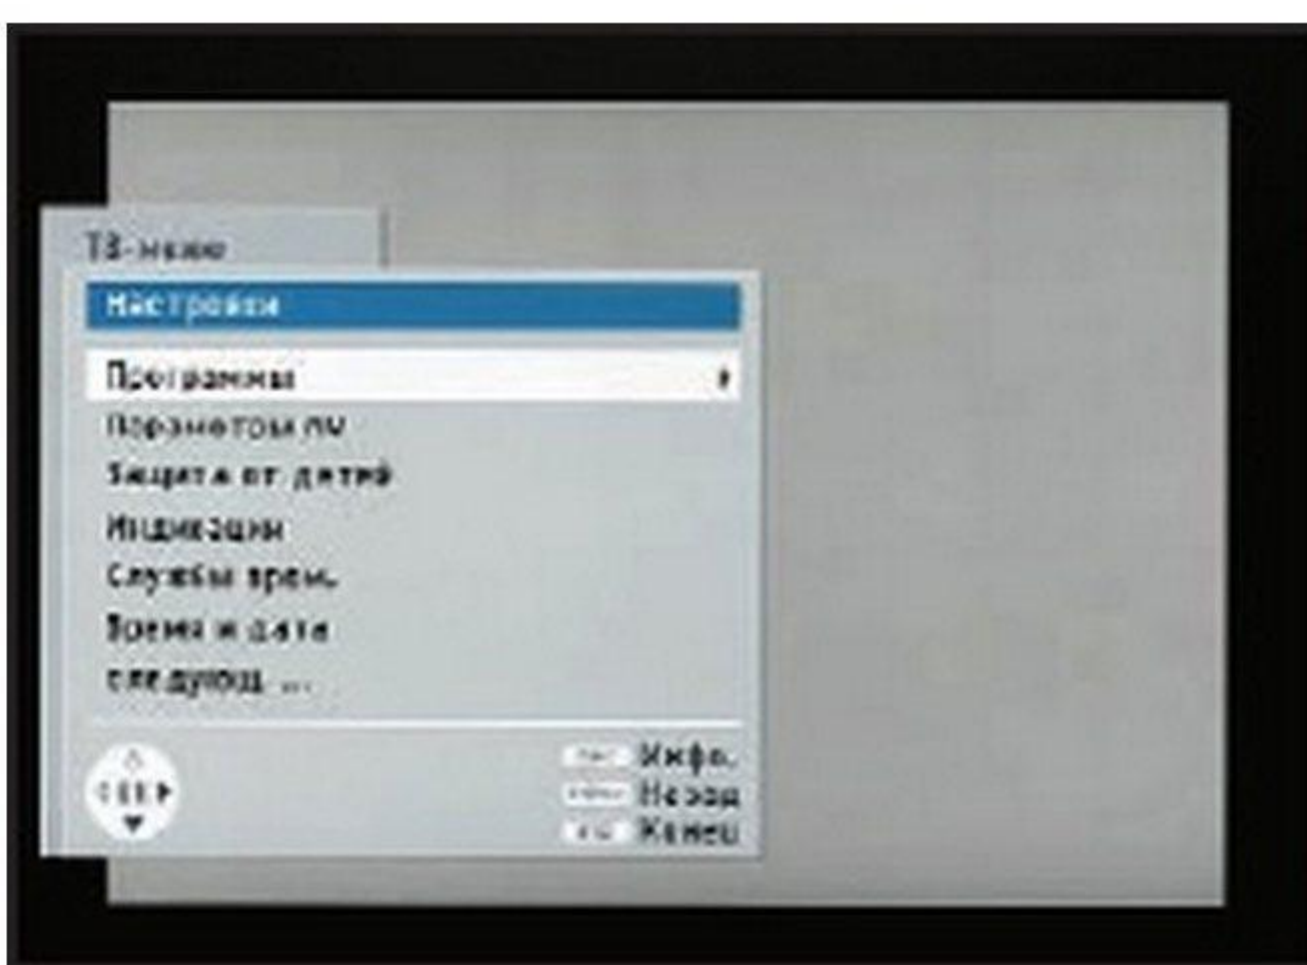 ТВ-меню
Настройки
Программы
Параметры ПУ
Защита от детей
Индикации
Службы врем.
Время и дата
следующ ...
Инфо.
Назад
Конец